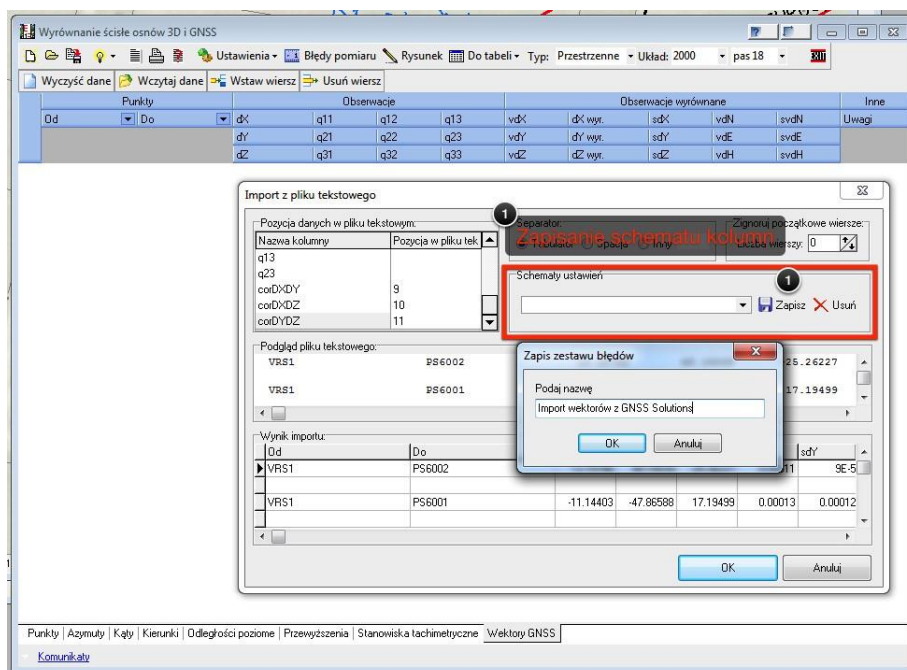 Wyrównanie ścisłe osnów 3D i GNSS
Ustawienia Błędy pomiaru Rysunek Do tabeli Typ: Przestrzenne Układ: 2000 pas 18 EXIT
Wyczyść dane Wczytaj dane Wstaw wiersz Usuń wiersz
Punkty Obserwacje Obserwacje wyrównane Inne
Od Do dX q11 q12 q13 vdX dX wyr. sdX vdN svdN Uwagi
dY q21 q22 q23 vdY dY wyr. sdY vdE svdE
dZ q31 q32 q33 vdZ dZ wyr. sdZ vdH svdH
Import z pliku tekstowego
Pozycja danych w pliku tekstowym:
Nazwa kolumny Pozycja w pliku tek
q13
q23
corDXDY 9
corDXDZ 10
corDYDZ 11
1
Separator:
Zapisanie schematu kolumn
Zignoruj początkowe wiersze:
Liczba wierszy: 0
Schematy ustawień
1
Zapisz Usuń
Podgląd pliku tekstowego:
VRS1 PS6002 25.26227
VRS1 PS6001 17.19499
Zapis zestawu błędów
Podaj nazwę
Import wektorów z GNSS Solutions
OK Anuluj
Wynik importu:
Od Do sdY
VRS1 PS6002 9E-5
VRS1 PS6001 -11.14403 -47.86588 17.19499 0.00013 0.00012
OK Anuluj
Punkty Azymuty Kąty Kierunki Odległości poziome Przewyższenia Stanowiska tachimetryczne Wektory GNSS
Komunikaty